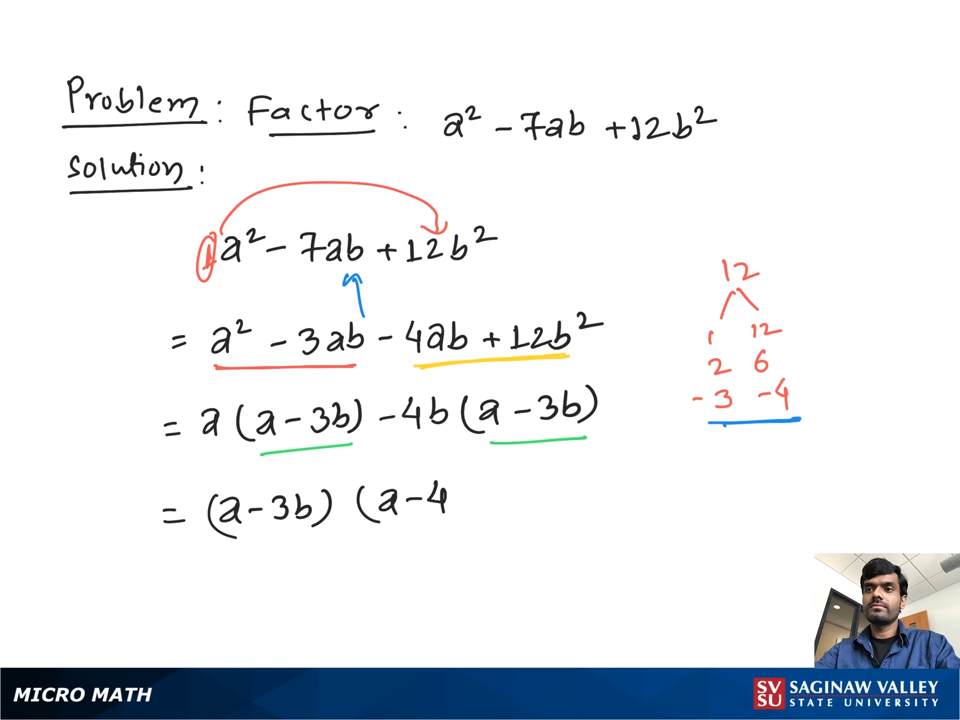 Problem : Factor : a² - 7ab + 12b²
Solution :
1a² - 7ab + 12b²
= a² - 3ab - 4ab + 12b²
= a (a - 3b) - 4b (a - 3b)
= (a - 3b) (a - 4
12
1 12
2 6
-3 -4
MICRO MATH
SVSU SAGINAW VALLEY
STATE UNIVERSITY